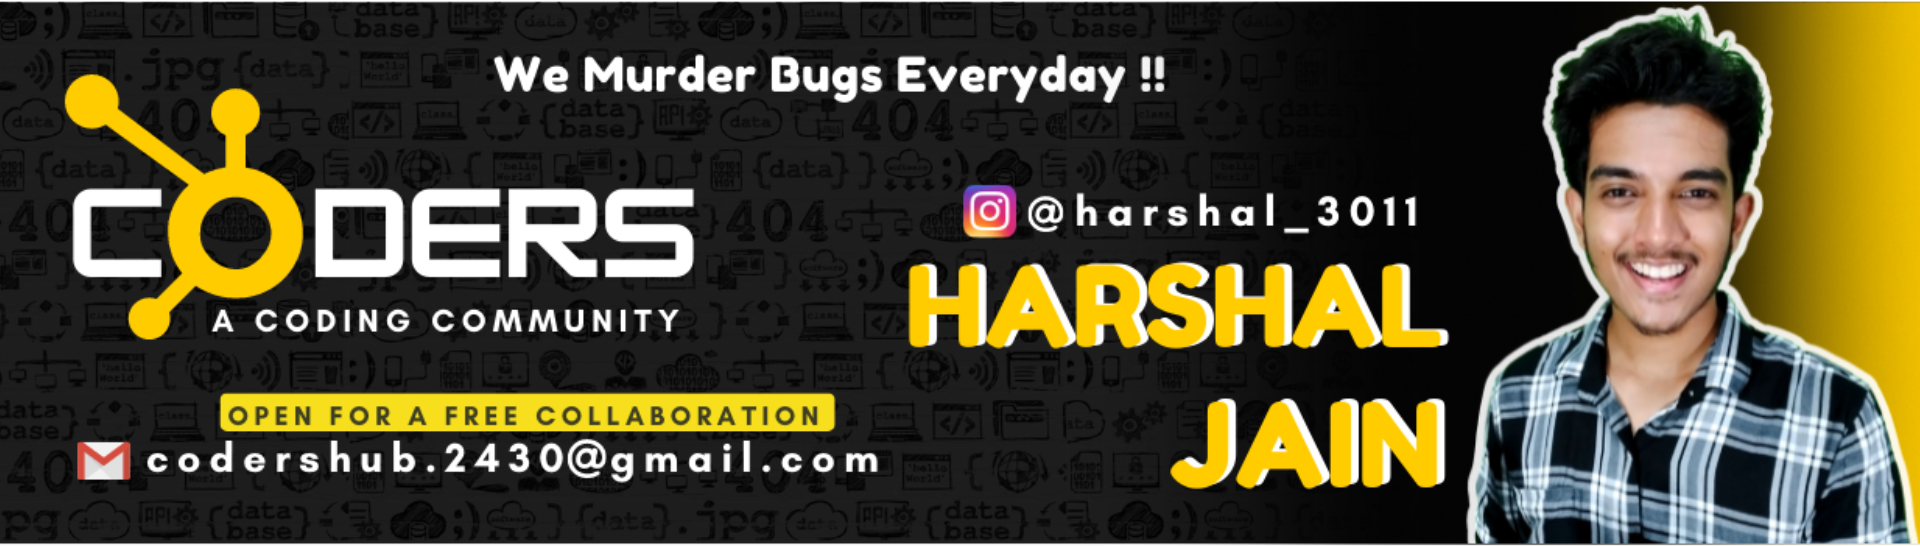 We Murder Bugs Everyday !!
CODERS
A CODING COMMUNITY
@harshal_3011
HARSHAL
JAIN
OPEN FOR A FREE COLLABORATION
codershub.2430@gmail.com